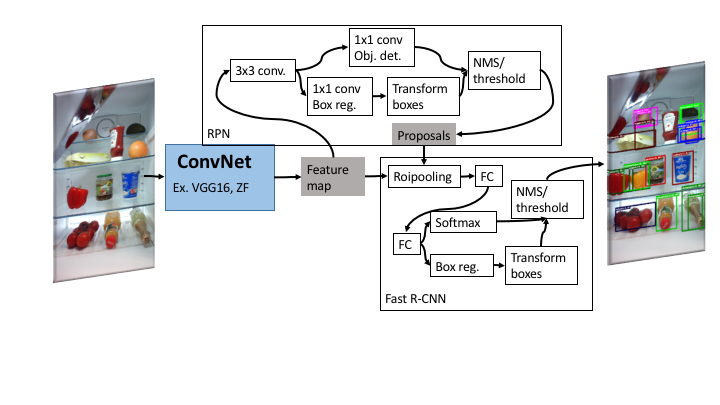 1x1 conv
Obj. det.
3x3 conv.
NMS/
threshold
1x1 conv
Box reg.
Transform
boxes
RPN
Proposals
ConvNet
Ex. VGG16, ZF
Feature
map
Roipooling
FC
NMS/
threshold
Softmax
FC
Box reg.
Transform
boxes
Fast R-CNN